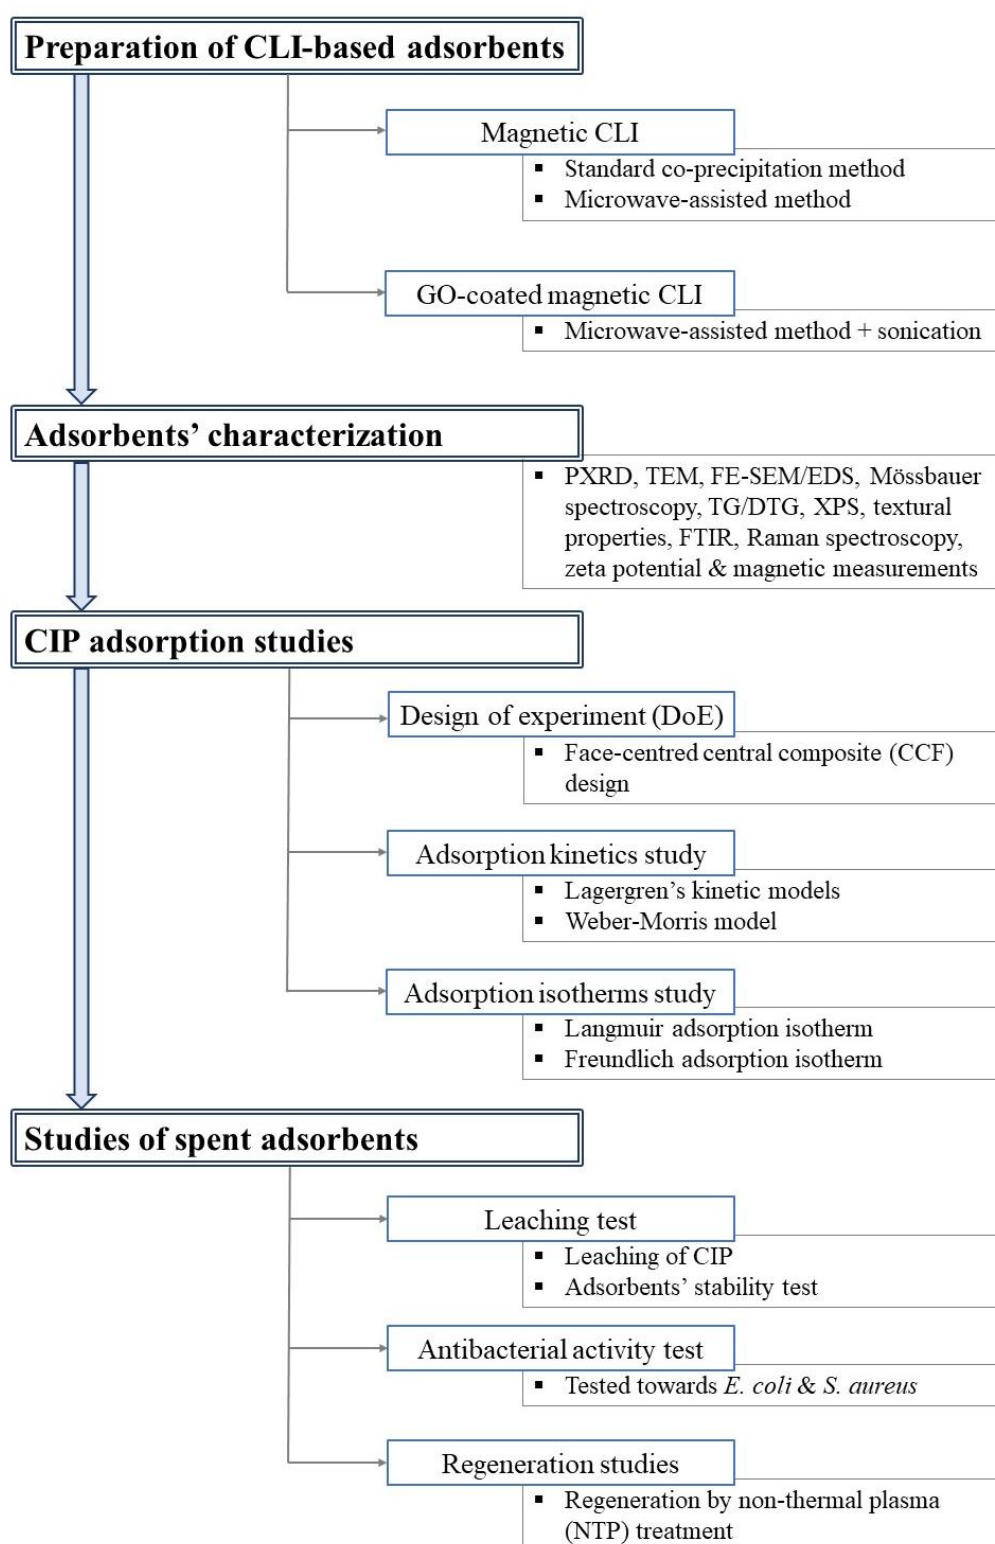 Preparation of CLI-based adsorbents
Magnetic CLI
▪ Standard co-precipitation method
▪ Microwave-assisted method
GO-coated magnetic CLI
▪ Microwave-assisted method + sonication
Adsorbents’ characterization
▪ PXRD, TEM, FE-SEM/EDS, Mössbauer
spectroscopy, TG/DTG, XPS, textural
properties, FTIR, Raman spectroscopy,
zeta potential & magnetic measurements
CIP adsorption studies
Design of experiment (DoE)
▪ Face-centred central composite (CCF)
design
Adsorption kinetics study
▪ Lagergren’s kinetic models
▪ Weber-Morris model
Adsorption isotherms study
▪ Langmuir adsorption isotherm
▪ Freundlich adsorption isotherm
Studies of spent adsorbents
Leaching test
▪ Leaching of CIP
▪ Adsorbents’ stability test
Antibacterial activity test
▪ Tested towards E. coli & S. aureus
Regeneration studies
▪ Regeneration by non-thermal plasma
(NTP) treatment